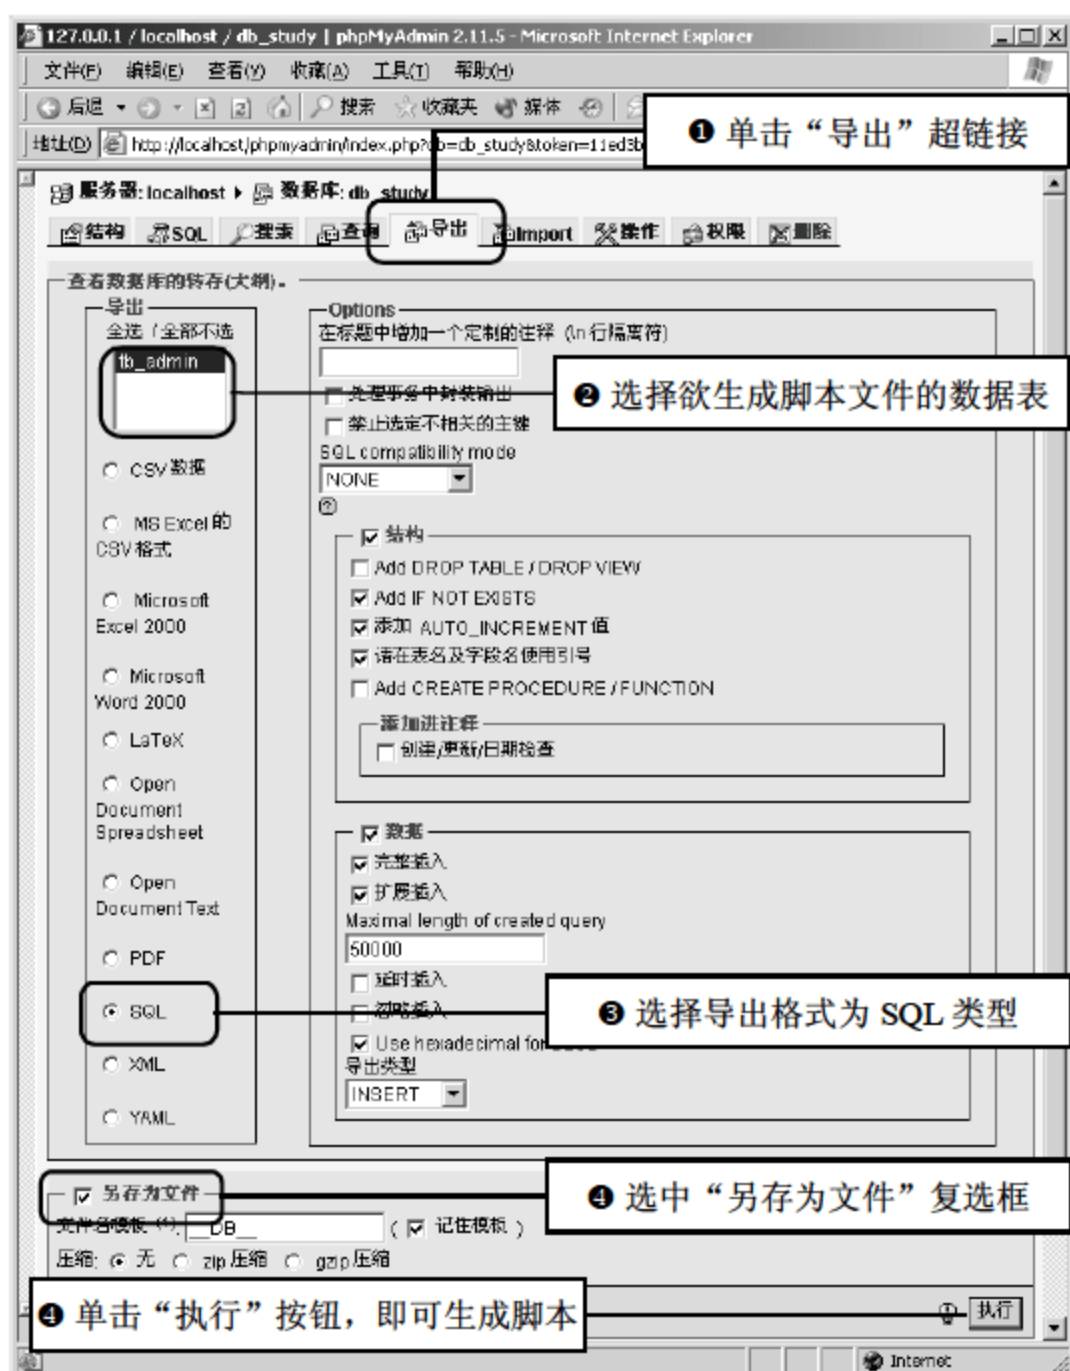 127.0.0.1 / localhost / db_study | phpMyAdmin 2.11.5 - Microsoft Internet Explorer
文件(F) 编辑(E) 查看(V) 收藏(A) 工具(T) 帮助(H)
后退 搜索 收藏夹 媒体
❶ 单击“导出”超链接
地址(D) http://localhost/phpmyadmin/index.php?db=db_study&token=11ed3b
服务器: localhost 数据库: db_study
结构 SQL 搜索 查询 导出 Import 操作 权限 删除
查看数据库的转存(大纲)。
导出
全选 / 全部不选
tb_admin
CSV 数据
MS Excel 的
CSV 格式
Microsoft
Excel 2000
Microsoft
Word 2000
LaTeX
Open
Document
Spreadsheet
Open
Document Text
PDF
SQL
XML
YAML
Options
在标题中增加一个定制的注释 (\n 行隔离符)
❷ 选择欲生成脚本文件的数据表
处理事务中封装输出
禁止选定不相关的主键
SQL compatibility mode
NONE
结构
Add DROP TABLE / DROP VIEW
Add IF NOT EXISTS
添加 AUTO_INCREMENT 值
请在表名及字段名使用引号
Add CREATE PROCEDURE / FUNCTION
添加进注释
创建/更新/日期检查
数据
完整插入
扩展插入
Maximal length of created query
50000
延时插入
忽略插入
❸ 选择导出格式为 SQL 类型
Use hexadecimal for
导出类型
INSERT
另存为文件
❹ 选中“另存为文件”复选框
文件名模板 (1): __DB__ ( 记住模板 )
压缩: 无 zip 压缩 gzip 压缩
❹ 单击“执行”按钮，即可生成脚本
执行
Internet